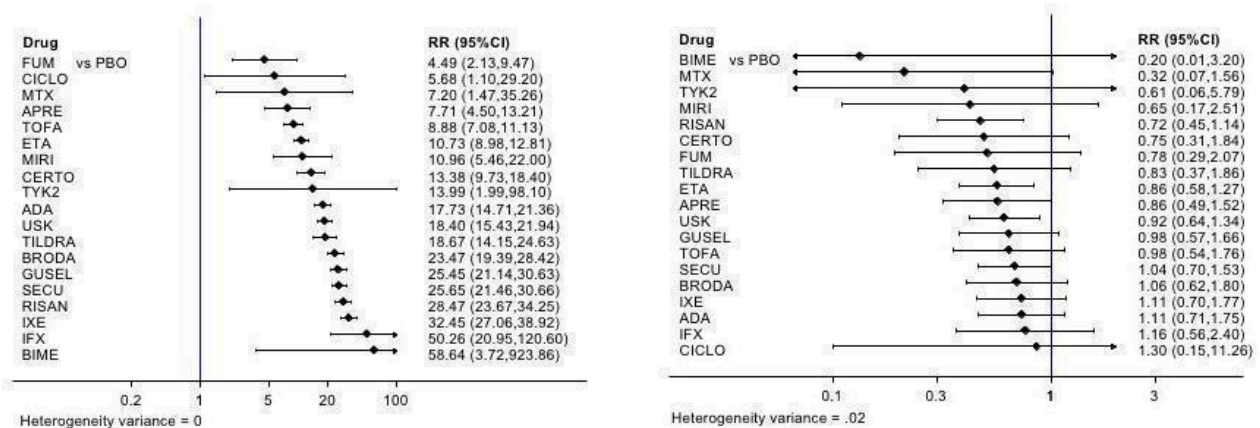 Drug RR (95%CI)
FUM vs PBO 4.49 (2.13,9.47)
CICLO 5.68 (1.10,29.20)
MTX 7.20 (1.47,35.26)
APRE 7.71 (4.50,13.21)
TOFA 8.88 (7.08,11.13)
ETA 10.73 (8.98,12.81)
MIRI 10.96 (5.46,22.00)
CERTO 13.38 (9.73,18.40)
TYK2 13.99 (1.99,98.10)
ADA 17.73 (14.71,21.36)
USK 18.40 (15.43,21.94)
TILDRA 18.67 (14.15,24.63)
BRODA 23.47 (19.39,28.42)
GUSEL 25.45 (21.14,30.63)
SECU 25.65 (21.46,30.66)
RISAN 28.47 (23.67,34.25)
IXE 32.45 (27.06,38.92)
IFX 50.26 (20.95,120.60)
BIME 58.64 (3.72,923.86)
0.2 1 5 20 100
Heterogeneity variance = 0
Drug RR (95%CI)
BIME vs PBO 0.20 (0.01,3.20)
MTX 0.32 (0.07,1.56)
TYK2 0.61 (0.06,5.79)
MIRI 0.65 (0.17,2.51)
RISAN 0.72 (0.45,1.14)
CERTO 0.75 (0.31,1.84)
FUM 0.78 (0.29,2.07)
TILDRA 0.83 (0.37,1.86)
ETA 0.86 (0.58,1.27)
APRE 0.86 (0.49,1.52)
USK 0.92 (0.64,1.34)
GUSEL 0.98 (0.57,1.66)
TOFA 0.98 (0.54,1.76)
SECU 1.04 (0.70,1.53)
BRODA 1.06 (0.62,1.80)
IXE 1.11 (0.70,1.77)
ADA 1.11 (0.71,1.75)
IFX 1.16 (0.56,2.40)
CICLO 1.30 (0.15,11.26)
0.1 0.3 1 3
Heterogeneity variance = .02